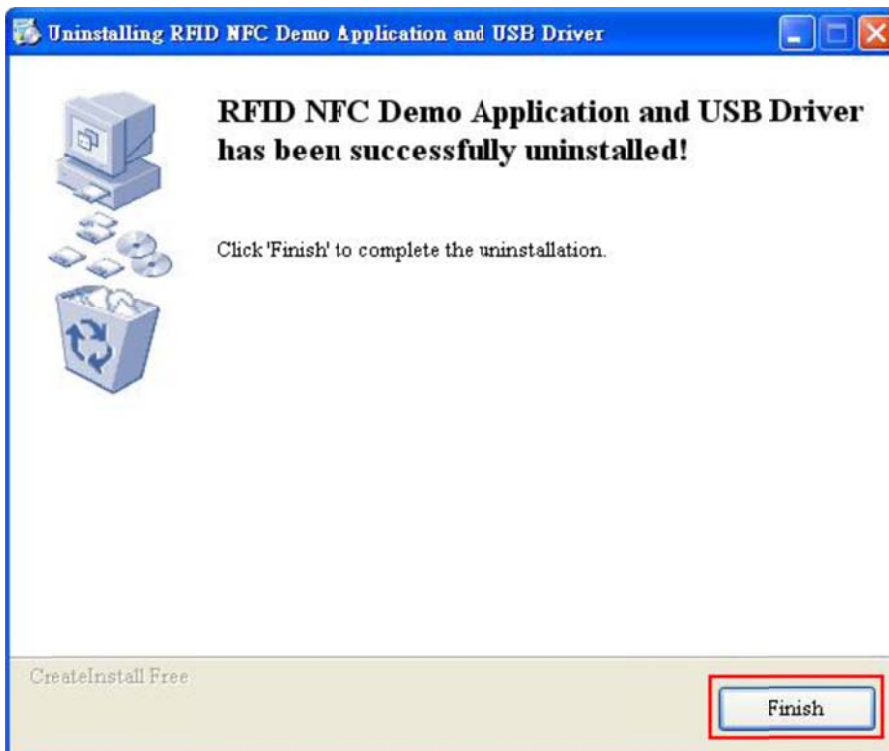 Uninstalling RFID NFC Demo Application and USB Driver
RFID NFC Demo Application and USB Driver
has been successfully uninstalled!
Click 'Finish' to complete the uninstallation.
CreateInstall Free
Finish